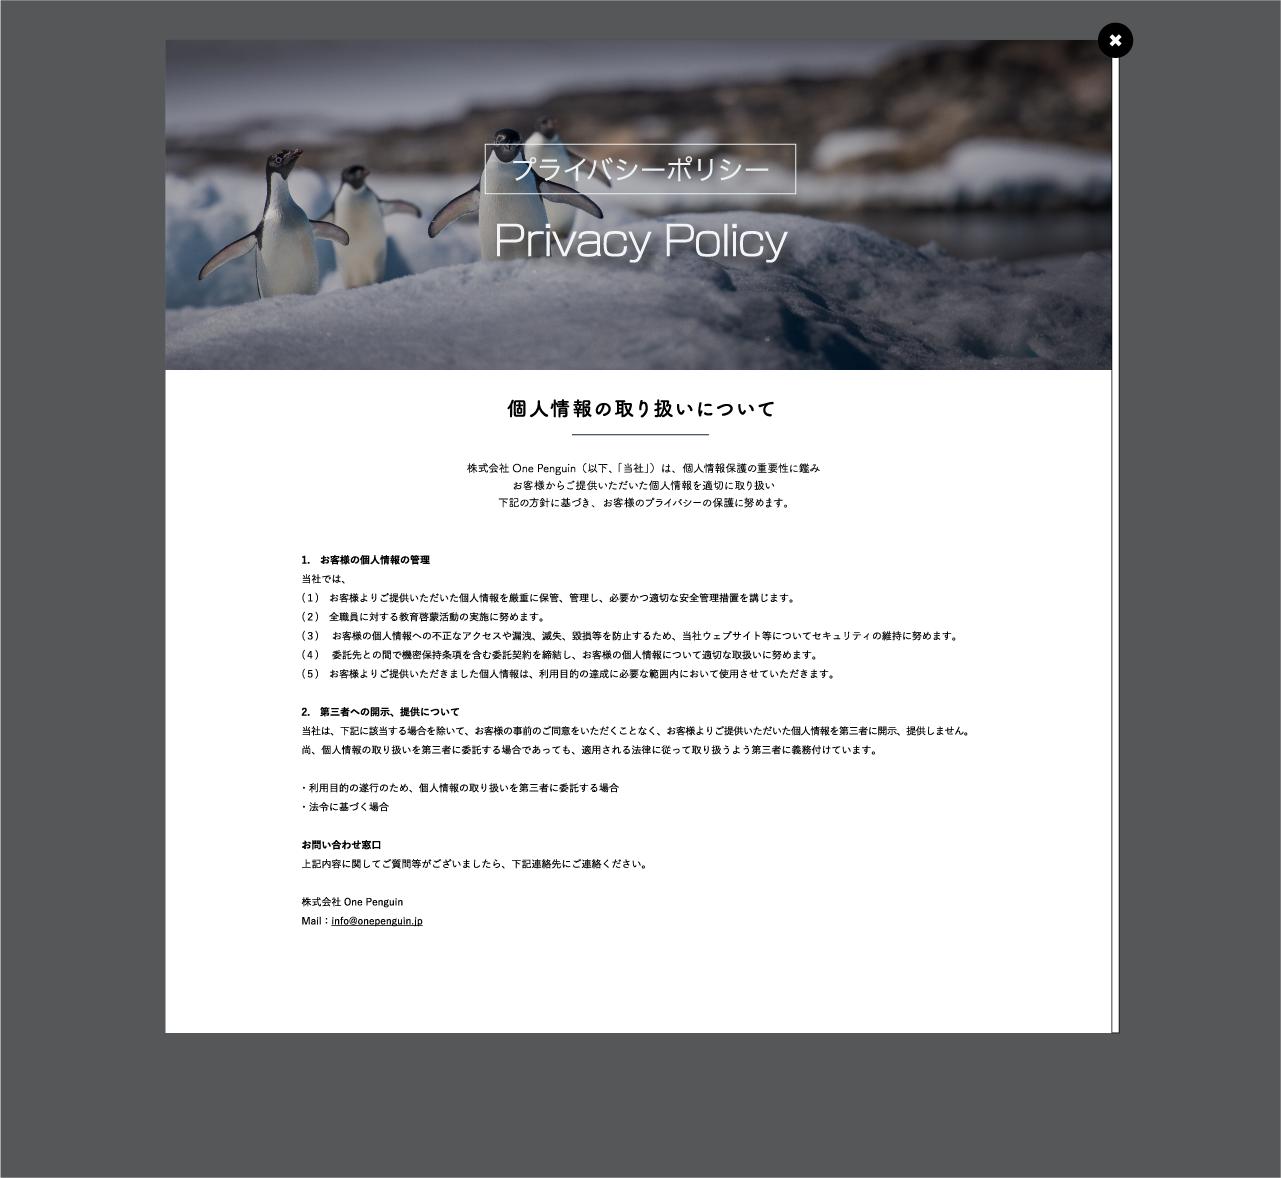 プライバシーポリシー
Privacy Policy
個人情報の取り扱いについて
株式会社 One Penguin（以下、「当社」）は、個人情報保護の重要性に鑑み
お客様からご提供いただいた個人情報を適切に取り扱い
下記の方針に基づき、お客様のプライバシーの保護に努めます。
1. お客様の個人情報の管理
当社では、
（１） お客様よりご提供いただいた個人情報を厳重に保管、管理し、必要かつ適切な安全管理措置を講じます。
（２） 全職員に対する教育啓蒙活動の実施に努めます。
（３） お客様の個人情報への不正なアクセスや漏洩、滅失、毀損等を防止するため、当社ウェブサイト等についてセキュリティの維持に努めます。
（４） 委託先との間で機密保持条項を含む委託契約を締結し、お客様の個人情報について適切な取扱いに努めます。
（５） お客様よりご提供いただきました個人情報は、利用目的の達成に必要な範囲内において使用させていただきます。
2. 第三者への開示、提供について
当社は、下記に該当する場合を除いて、お客様の事前のご同意をいただくことなく、お客様よりご提供いただいた個人情報を第三者に開示、提供しません。
尚、個人情報の取り扱いを第三者に委託する場合であっても、適用される法律に従って取り扱うよう第三者に義務付けています。
・利用目的の遂行のため、個人情報の取り扱いを第三者に委託する場合
・法令に基づく場合
お問い合わせ窓口
上記内容に関してご質問等がございましたら、下記連絡先にご連絡ください。
株式会社 One Penguin
Mail：info@onepenguin.jp